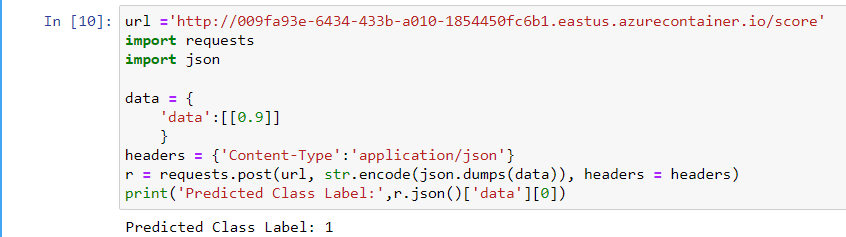 In [10]: url ='http://009fa93e-6434-433b-a010-1854450fc6b1.eastus.azurecontainer.io/score'
import requests
import json
data = {
    'data':[[0.9]]
    }
headers = {'Content-Type':'application/json'}
r = requests.post(url, str.encode(json.dumps(data)), headers = headers)
print('Predicted Class Label:',r.json()['data'][0])
Predicted Class Label: 1